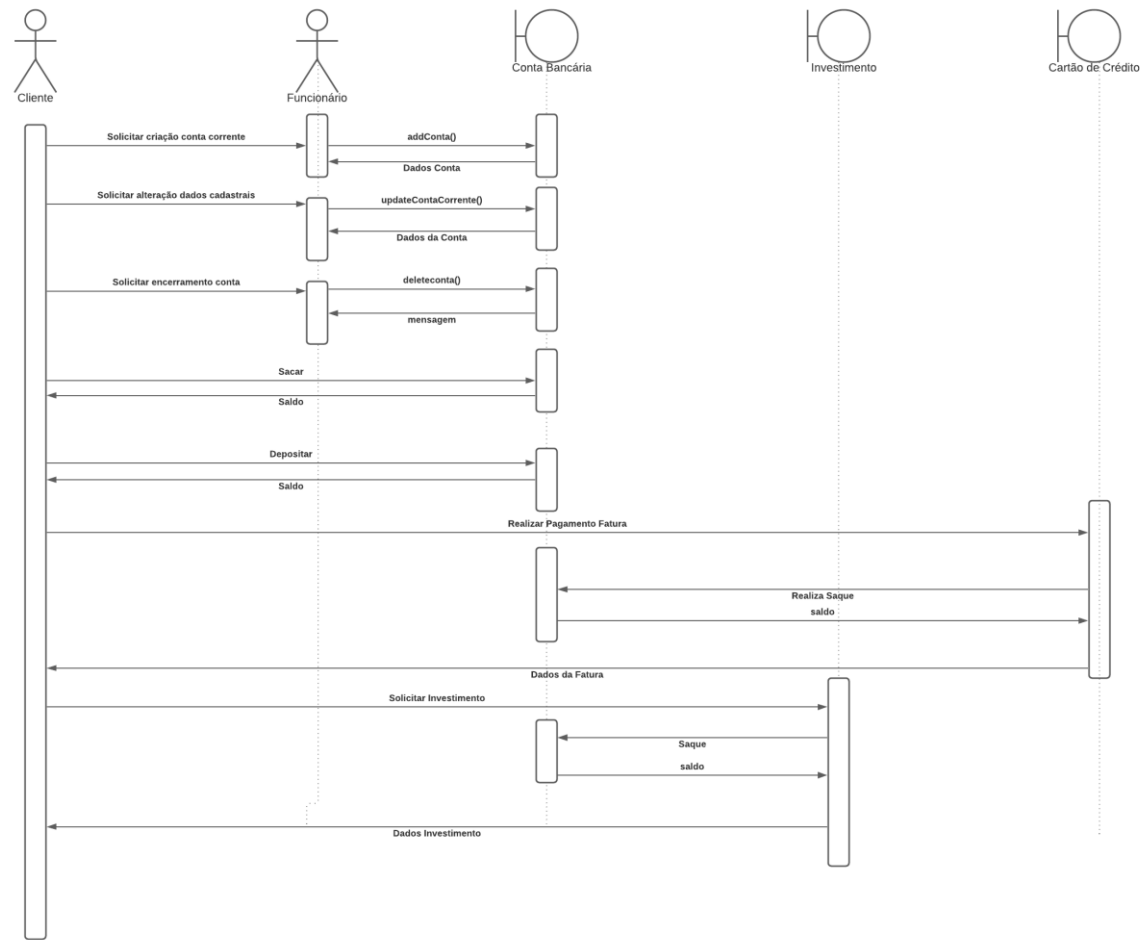 Cliente
Funcionário
Conta Bancária
Investimento
Cartão de Crédito
Solicitar criação conta corrente
addConta()
Dados Conta
Solicitar alteração dados cadastrais
updateContaCorrente()
Dados da Conta
Solicitar encerramento conta
deleteconta()
mensagem
Sacar
Saldo
Depositar
Saldo
Realizar Pagamento Fatura
Realiza Saque
saldo
Dados da Fatura
Solicitar Investimento
Saque
saldo
Dados Investimento